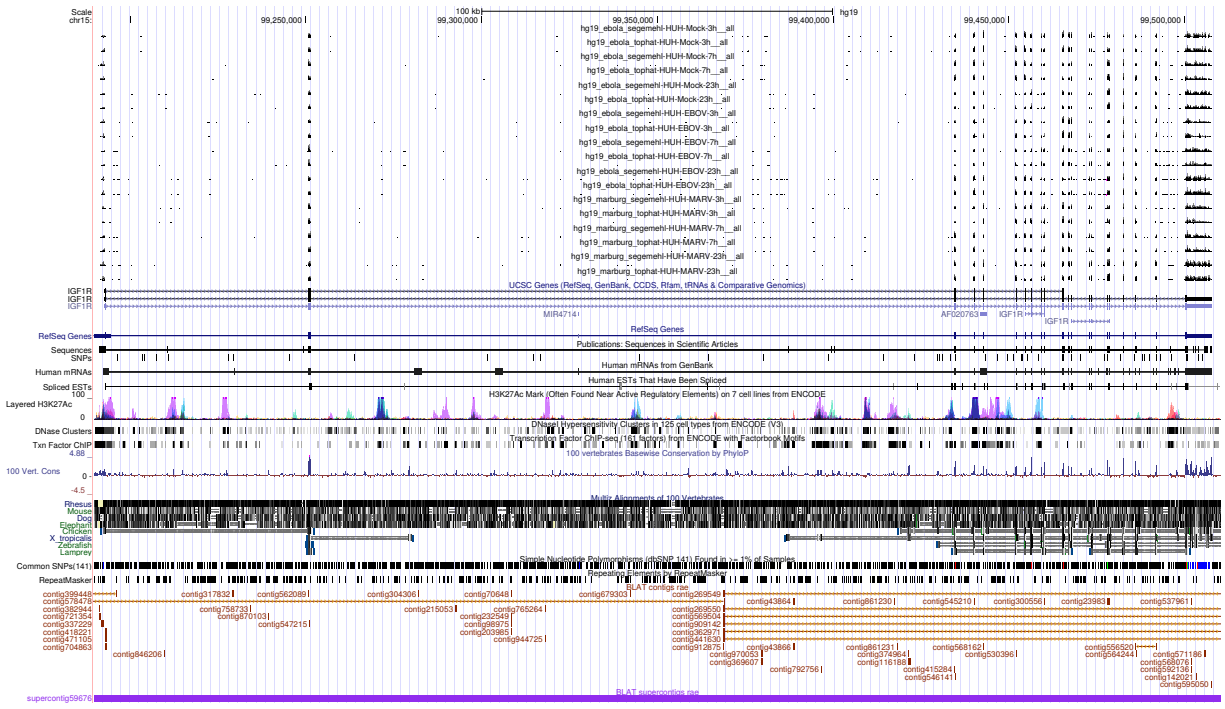 Scale 100 kb hg19
chr15: 99,250,000 99,300,000 99,350,000 99,400,000 99,450,000 99,500,000
hg19_ebola_segemehl-HUH-Mock-3h__all
hg19_ebola_tophat-HUH-Mock-3h__all
hg19_ebola_segemehl-HUH-Mock-7h__all
hg19_ebola_tophat-HUH-Mock-7h__all
hg19_ebola_segemehl-HUH-Mock-23h__all
hg19_ebola_tophat-HUH-Mock-23h__all
hg19_ebola_segemehl-HUH-EBOV-3h__all
hg19_ebola_tophat-HUH-EBOV-3h__all
hg19_ebola_segemehl-HUH-EBOV-7h__all
hg19_ebola_tophat-HUH-EBOV-7h__all
hg19_ebola_segemehl-HUH-EBOV-23h__all
hg19_ebola_tophat-HUH-EBOV-23h__all
hg19_marburg_segemehl-HUH-MARV-3h__all
hg19_marburg_tophat-HUH-MARV-3h__all
hg19_marburg_segemehl-HUH-MARV-7h__all
hg19_marburg_tophat-HUH-MARV-7h__all
hg19_marburg_segemehl-HUH-MARV-23h__all
hg19_marburg_tophat-HUH-MARV-23h__all
UCSC Genes (RefSeq, GenBank, CCDS, Rfam, tRNAs & Comparative Genomics)
IGF1R
IGF1R
IGF1R
MIR4714 AF020763 IGF1R
IGF1R
RefSeq Genes
RefSeq Genes
Publications: Sequences in Scientific Articles
Sequences
SNPs
Human mRNAs from GenBank
Human mRNAs
Human ESTs That Have Been Spliced
Spliced ESTs
H3K27Ac Mark (Often Found Near Active Regulatory Elements) on 7 cell lines from ENCODE
100
Layered H3K27Ac
0
DNaseI Hypersensitivity Clusters in 125 cell types from ENCODE (V3)
DNase Clusters
Transcription Factor ChIP-seq (161 factors) from ENCODE with Factorbook Motifs
Txn Factor ChIP
100 vertebrates Basewise Conservation by PhyloP
4.88
100 Vert. Cons
0
-4.5
Multiz Alignments of 100 Vertebrates
Rhesus
Mouse
Dog
Elephant
Chicken
X_tropicalis
Zebrafish
Lamprey
Simple Nucleotide Polymorphisms (dbSNP 141) Found in >= 1% of Samples
Common SNPs(141)
Repeating Elements by RepeatMasker
RepeatMasker
BLAT contigs rae
contig399448 contig317832 contig562089 contig304306 contig70648 contig679303 contig269549
contig578478 contig43864 contig861230 contig545210 contig300556 contig23983 contig537961
contig382944 contig758733 contig215053 contig765264 contig269550
contig721354 contig870103 contig232549 contig569504
contig337229 contig547215 contig98975 contig909142
contig418221 contig203985 contig362971
contig471105 contig944725 contig441630
contig704863 contig912875 contig43866 contig861231 contig568162 contig556520
contig846206 contig970053 contig374964 contig530396 contig564244 contig571186
contig369607 contig116188 contig568076
contig792756 contig415284 contig592136
contig546141 contig142021
contig595050
BLAT supercontigs rae
supercontig59676